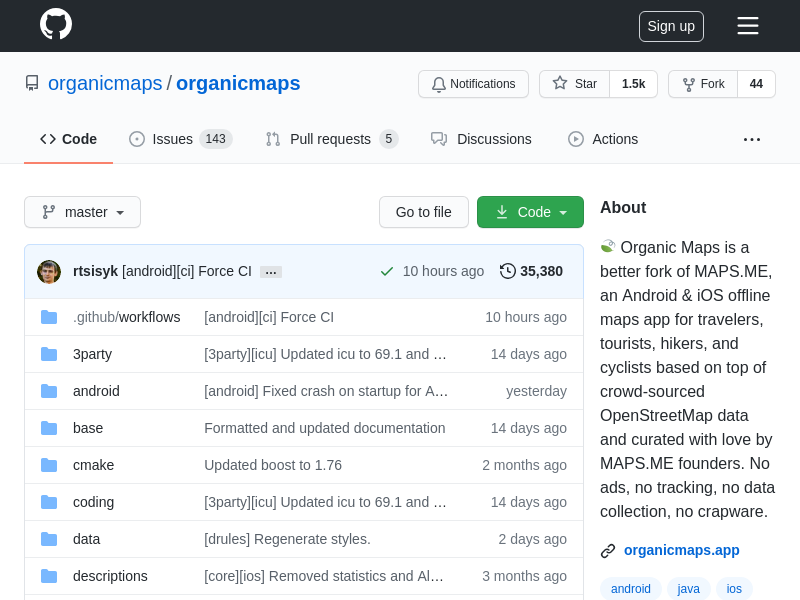 Sign up
organicmaps / organicmaps
Notifications
Star 1.5k
Fork 44
Code
Issues 143
Pull requests 5
Discussions
Actions
master
Go to file
Code
rtsisyk [android][ci] Force CI … 10 hours ago 35,380
.github/workflows [android][ci] Force CI 10 hours ago
3party [3party][icu] Updated icu to 69.1 and … 14 days ago
android [android] Fixed crash on startup for A… yesterday
base Formatted and updated documentation 14 days ago
cmake Updated boost to 1.76 2 months ago
coding [3party][icu] Updated icu to 69.1 and … 14 days ago
data [drules] Regenerate styles. 2 days ago
descriptions [core][ios] Removed statistics and Al… 3 months ago
About
Organic Maps is a
better fork of MAPS.ME,
an Android & iOS offline
maps app for travelers,
tourists, hikers, and
cyclists based on top of
crowd-sourced
OpenStreetMap data
and curated with love by
MAPS.ME founders. No
ads, no tracking, no data
collection, no crapware.
organicmaps.app
android java ios